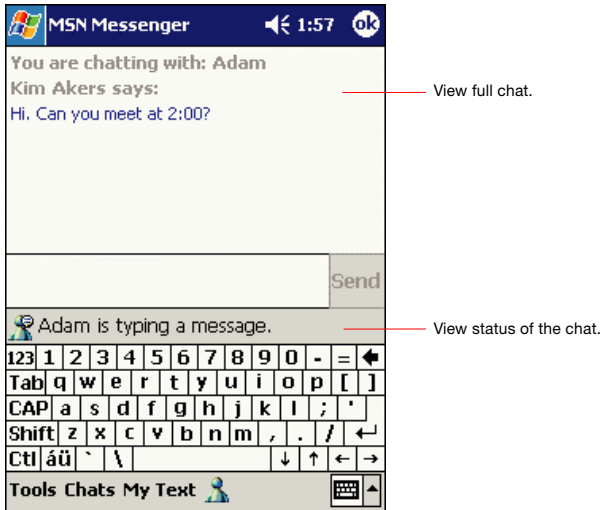 MSN Messenger 1:57 ok
You are chatting with: Adam
Kim Akers says:
View full chat.
Hi. Can you meet at 2:00?
Send
Adam is typing a message.
View status of the chat.
123 1 2 3 4 5 6 7 8 9 0 - =
Tab q w e r t y u i o p [ ]
CAP a s d f g h j k l ; '
Shift z x c v b n m , . /
Ctl áü ` \ ↓ ↑ ← →
Tools Chats My Text